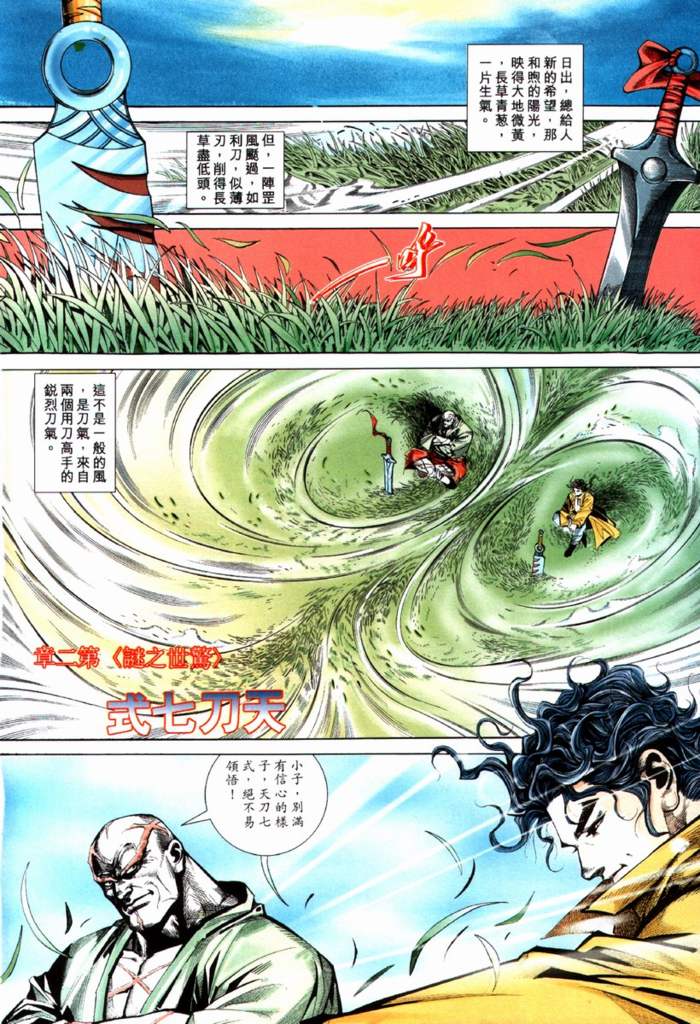 日出，總給人
新的希望，那
和煦的陽光，
映得大地微黃
，長草青葱，
一片生氣。
但，一陣罡
風颳過，如
利刀，似薄
刃，削得長
草盡低頭。
呼
這不是一般的風
，是刀氣，來自
兩個用刀高手的
銳烈刀氣。
章二第〈謎之世驚〉
式七刀天
小子，別滿
有信心的樣
子，天刀七
式，絕不易
領悟！